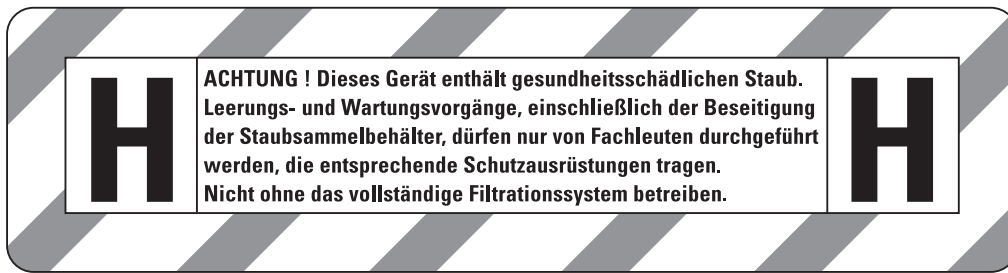 H
ACHTUNG ! Dieses Gerät enthält gesundheitsschädlichen Staub.
Leerungs- und Wartungsvorgänge, einschließlich der Beseitigung
der Staubsammelbehälter, dürfen nur von Fachleuten durchgeführt
werden, die entsprechende Schutzausrüstungen tragen.
Nicht ohne das vollständige Filtrationssystem betreiben.
H